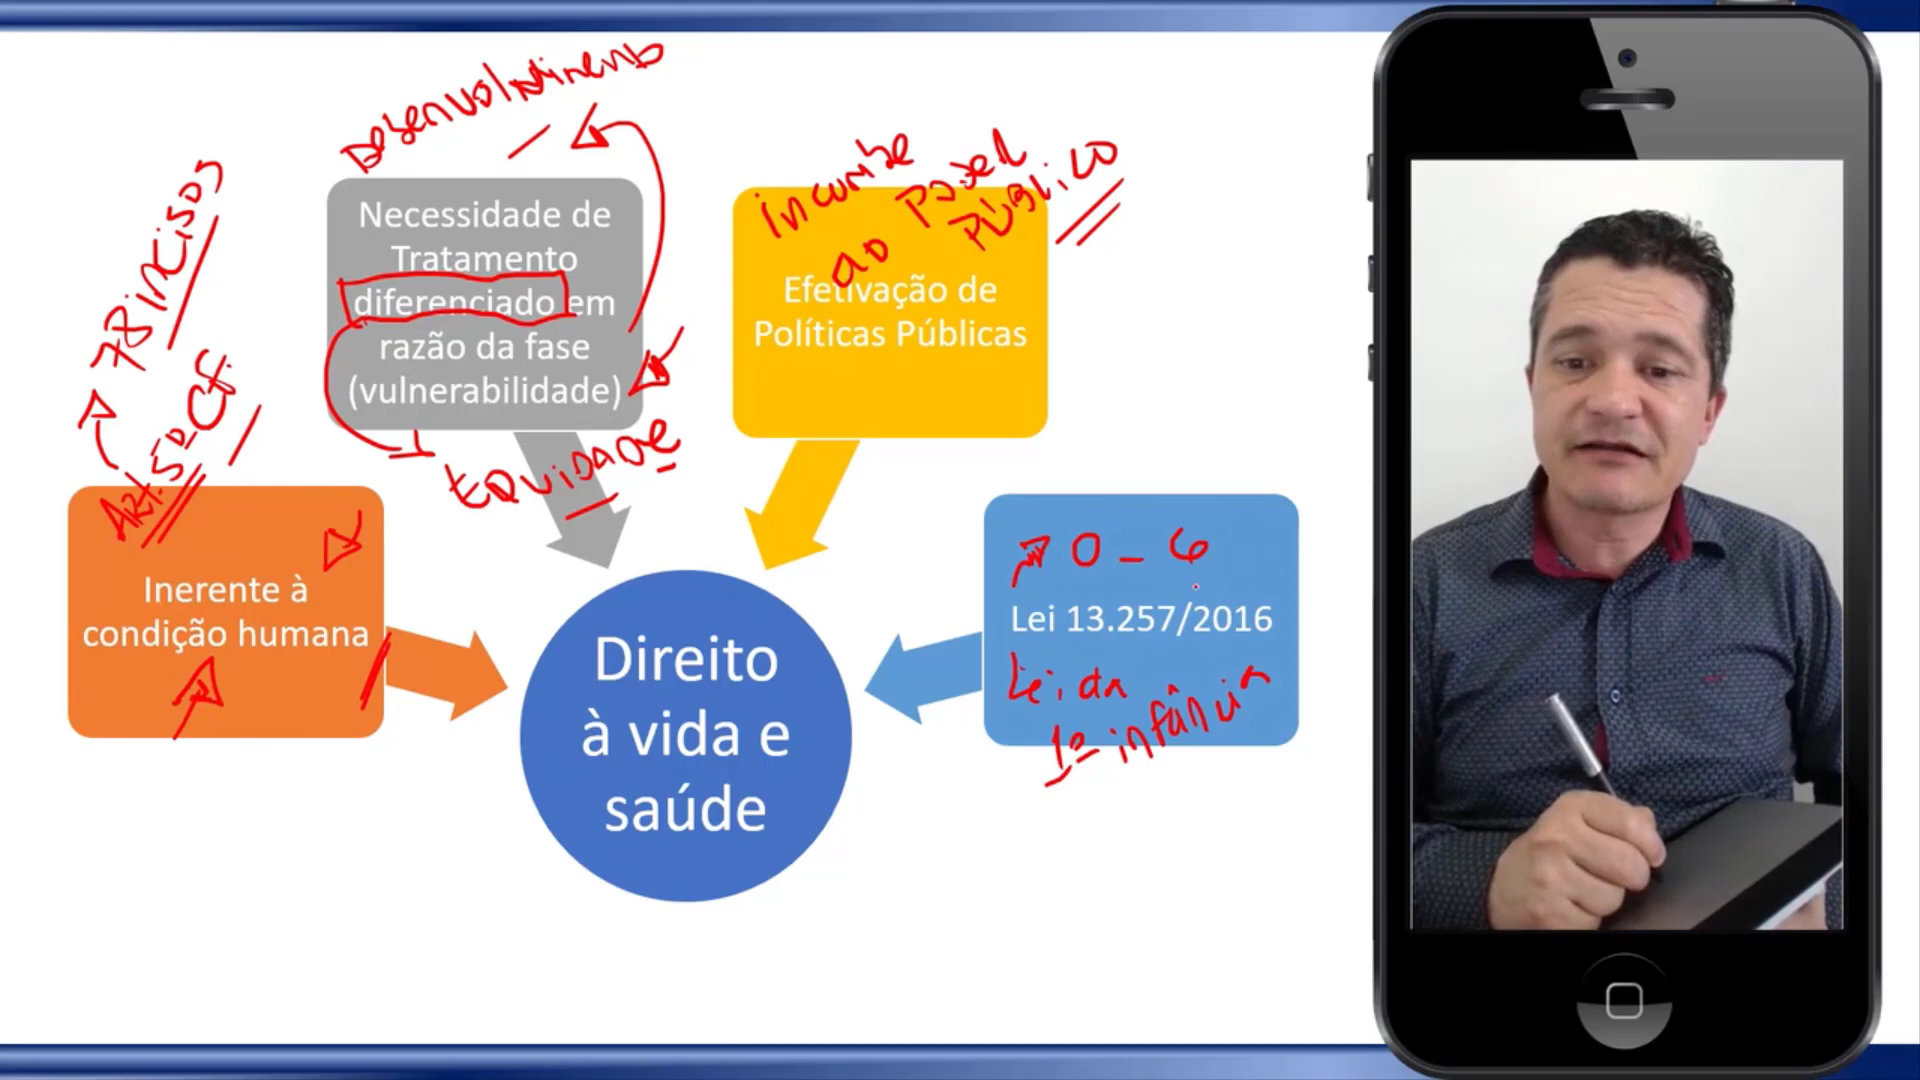 Desenvolvimento
Necessidade de
Tratamento
diferenciado em
razão da fase
(vulnerabilidade)
Equidade
78 incisos
Art. 5º CF.
Inerente à
condição humana
incumbe
ao Poder
Público
Efetivação de
Políticas Públicas
0 - 6
Lei 13.257/2016
Lei da
1ª infância
Direito
à vida e
saúde